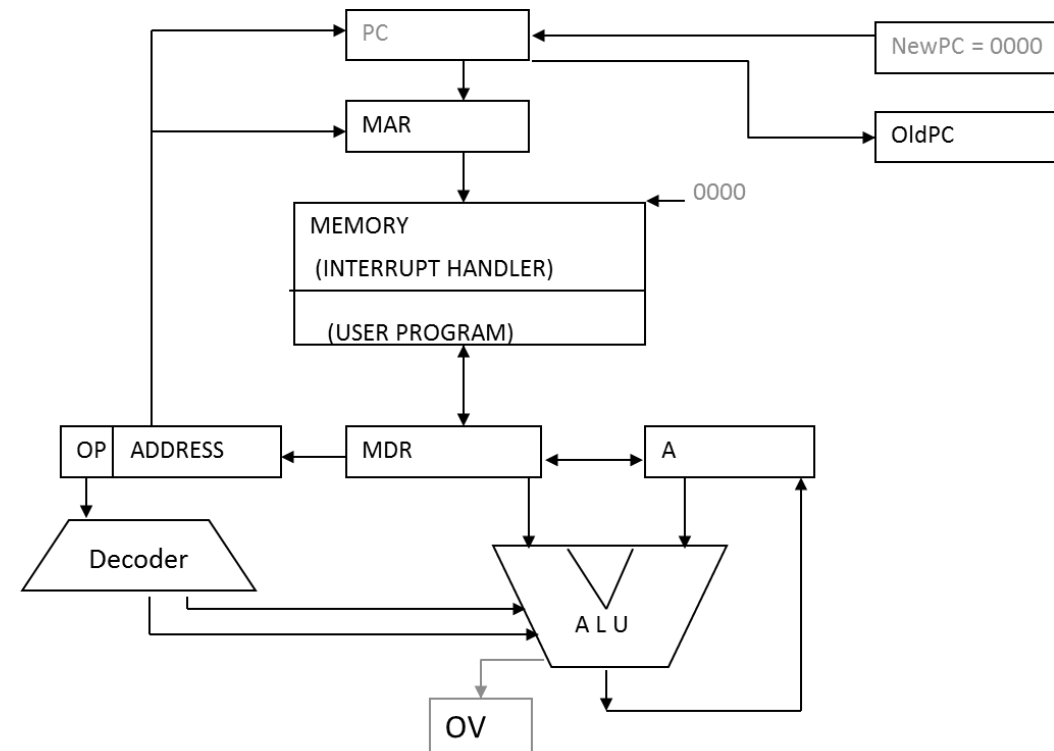 PC
NewPC = 0000
MAR
OldPC
0000
MEMORY
(INTERRUPT HANDLER)
(USER PROGRAM)
OP ADDRESS
MDR
A
Decoder
A L U
OV